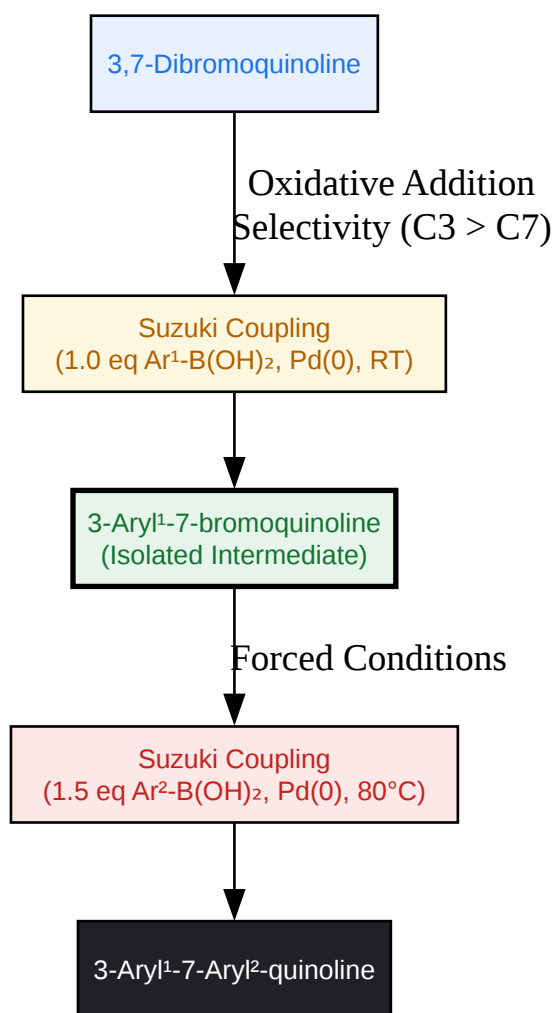 3,7-Dibromoquinoline
Oxidative Addition
Selectivity (C3 > C7)
Suzuki Coupling
(1.0 eq Ar¹-B(OH)₂, Pd(0), RT)
3-Aryl¹-7-bromoquinoline
(Isolated Intermediate)
Forced Conditions
Suzuki Coupling
(1.5 eq Ar²-B(OH)₂, Pd(0), 80°C)
3-Aryl¹-7-Aryl²-quinoline